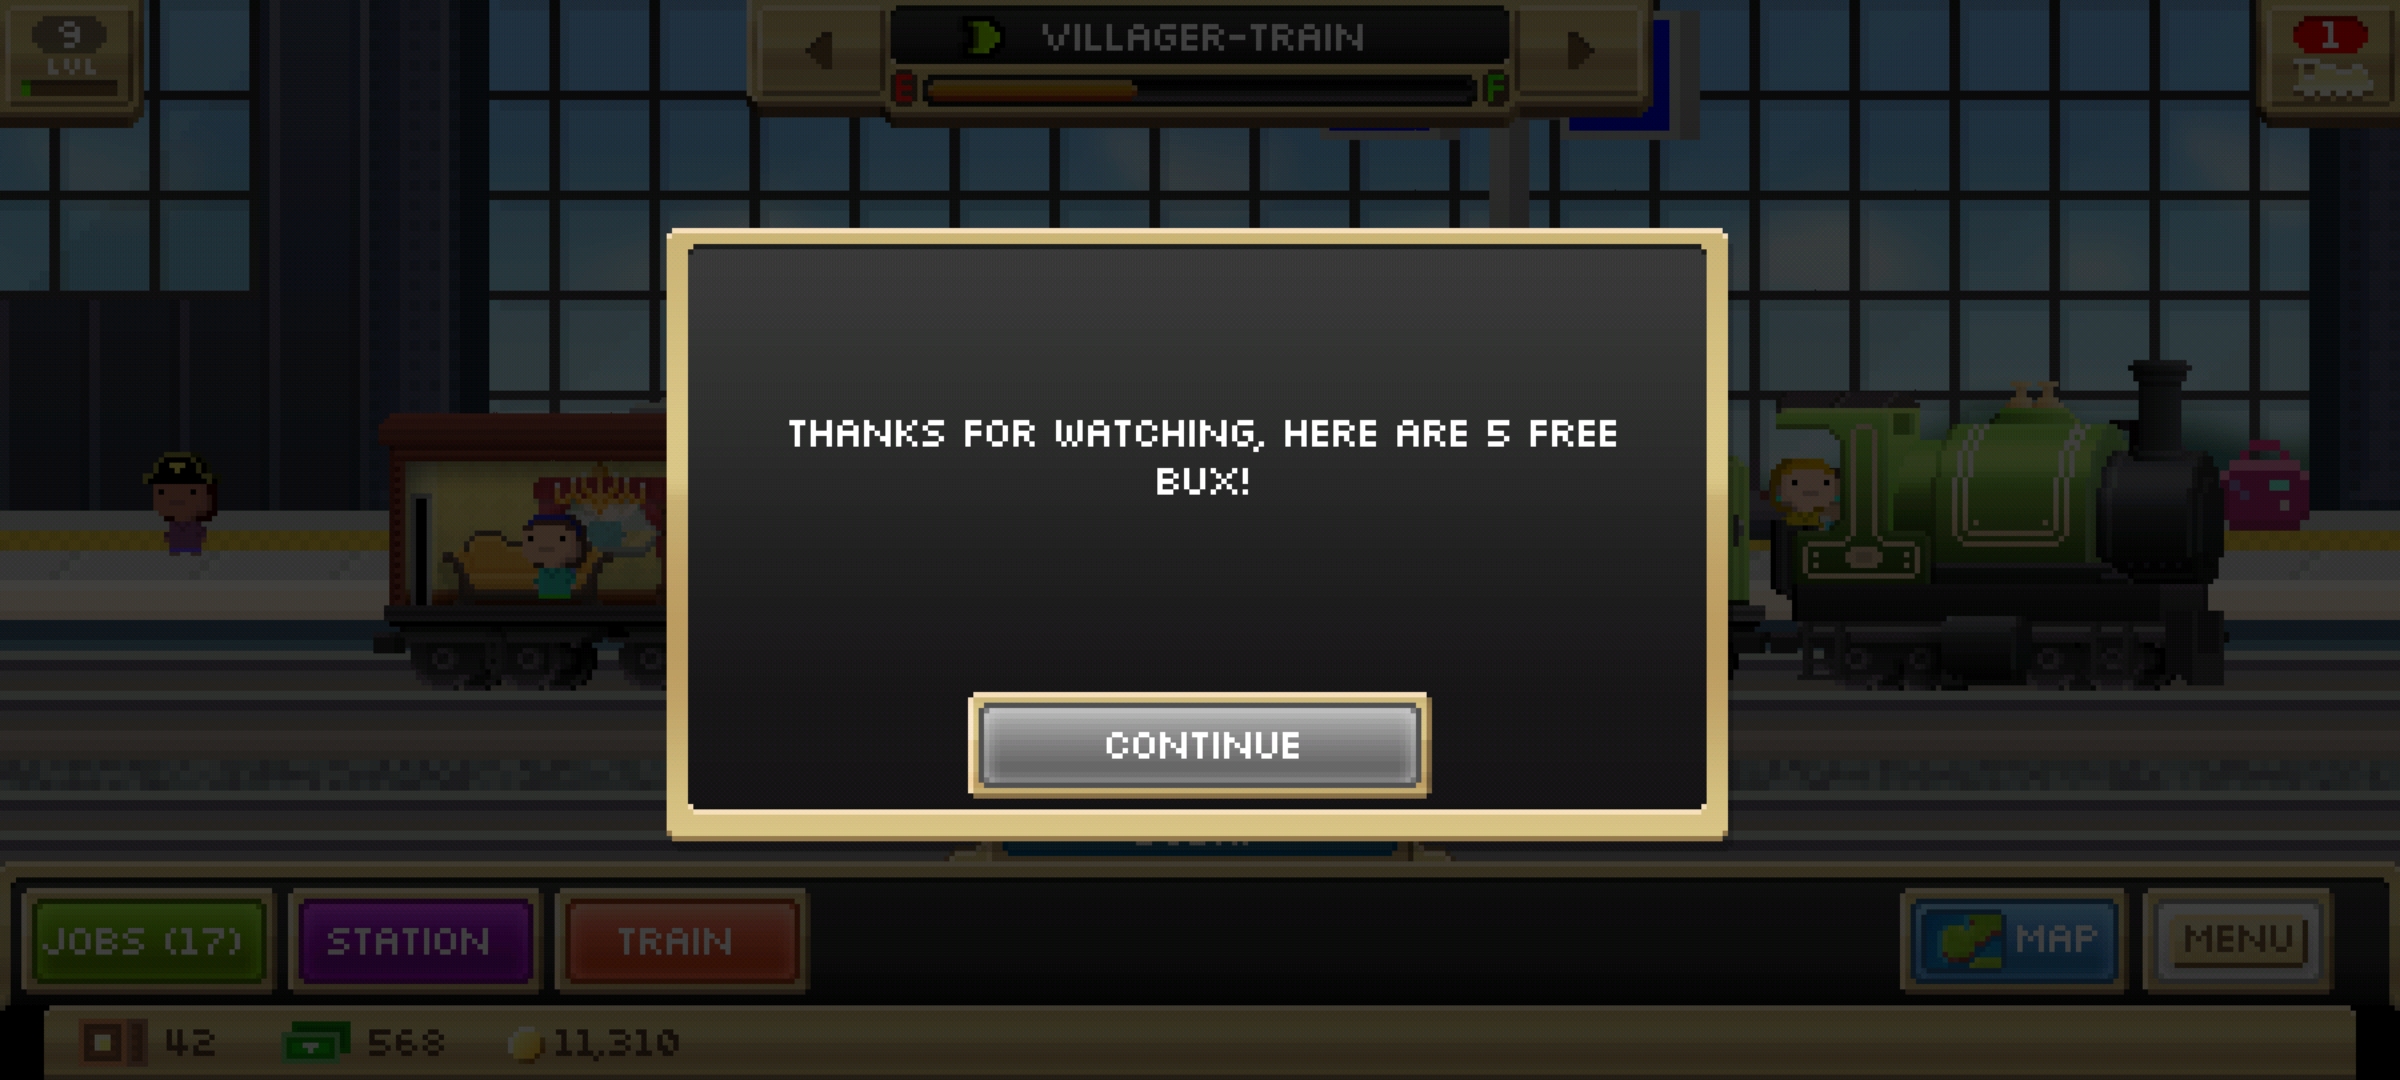 9
LVL
VILLAGER-TRAIN
E F
1
THANKS FOR WATCHING, HERE ARE 5 FREE
BUX!
CONTINUE
JOBS (17) STATION TRAIN MAP MENU
42 568 11,310